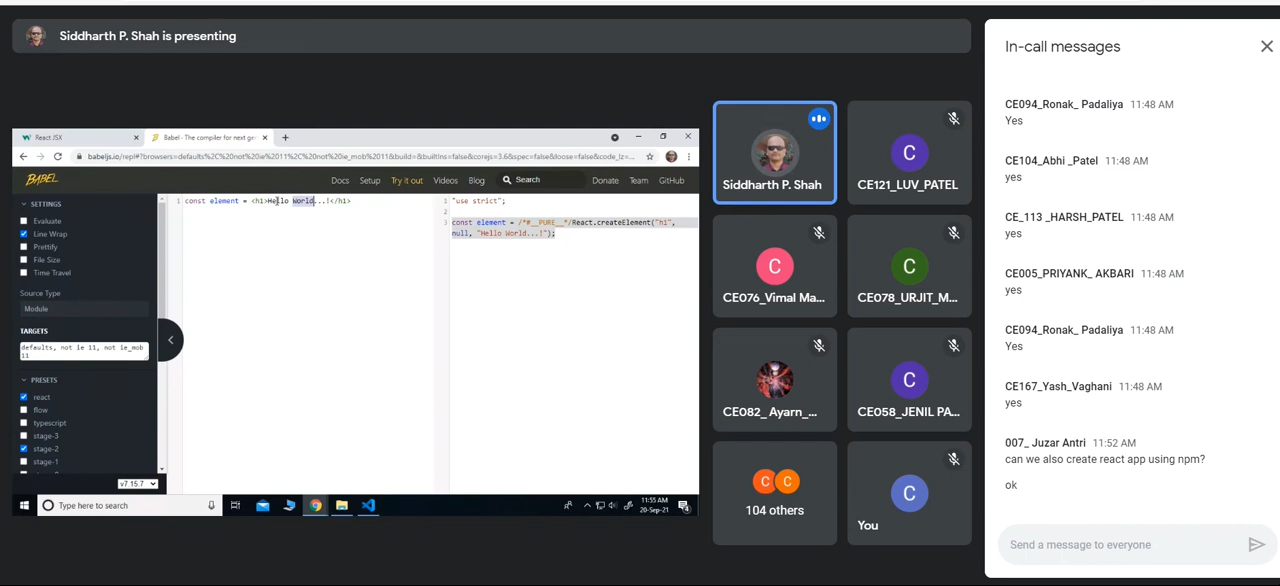 Siddharth P. Shah is presenting
React JSX
Babel · The compiler for next ge
babeljs.io/repl#?browsers=defaults%2C%20not%20ie%2011%2C%20not%20ie_mob%2011&build=&builtIns=false&corejs=3.6&spec=false&loose=false&code_lz=...
BABEL
Docs Setup Try it out Videos Blog Search Donate Team GitHub
SETTINGS
Evaluate
Line Wrap
Prettify
File Size
Time Travel
Source Type
Module
TARGETS
defaults, not ie 11, not ie_mob
11
PRESETS
react
flow
typescript
stage-3
stage-2
stage-1
v7.15.7
1 const element = <h1>Hello World...!</h1>
1 "use strict";
2
3 const element = /*#__PURE__*/React.createElement("h1",
null, "Hello World...!");
Type here to search
11:55 AM
20-Sep-21
Siddharth P. Shah
C
CE121_LUV_PATEL
C
CE076_Vimal Ma...
C
CE078_URJIT_M...
CE082_ Ayarn_...
C
CE058_JENIL PA...
C C
104 others
C
You
In-call messages
CE094_Ronak_ Padaliya 11:48 AM
Yes
CE104_Abhi _Patel 11:48 AM
yes
CE_113 _HARSH_PATEL 11:48 AM
yes
CE005_PRIYANK_ AKBARI 11:48 AM
yes
CE094_Ronak_ Padaliya 11:48 AM
Yes
CE167_Yash_Vaghani 11:48 AM
yes
007_ Juzar Antri 11:52 AM
can we also create react app using npm?
ok
Send a message to everyone